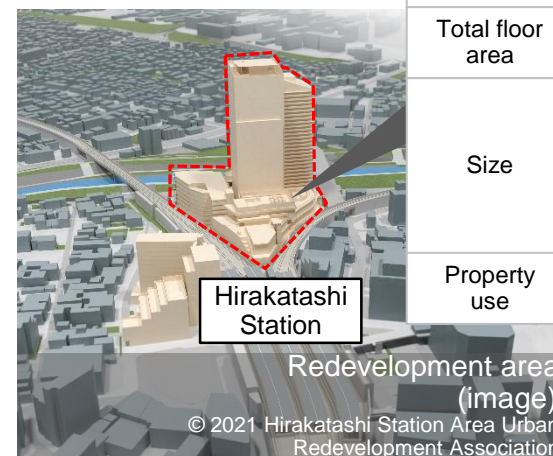 Total floor
area
Size
Property
use
Hirakatashi
Station
Redevelopment area
(image)
© 2021 Hirakatashi Station Area Urban
Redevelopment Association